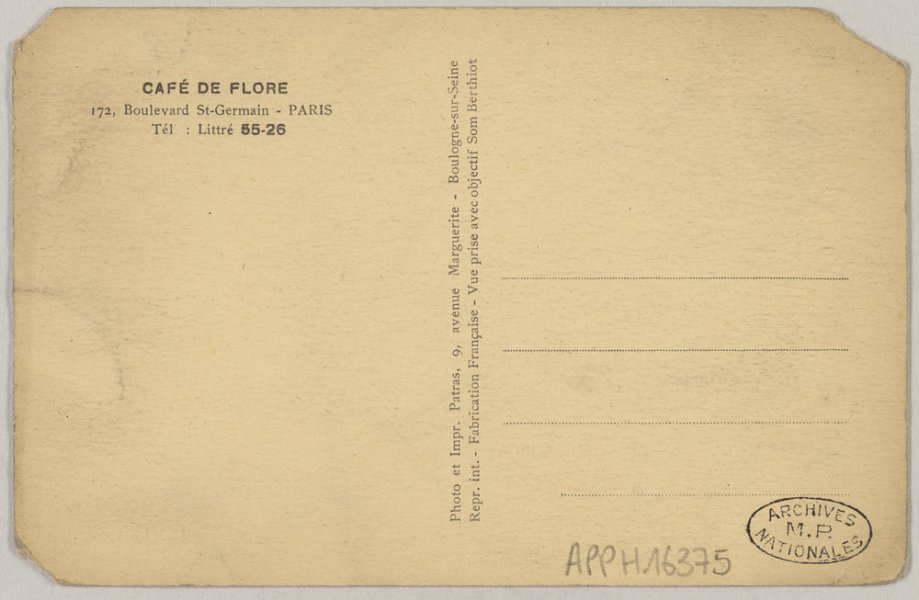 CAFÉ DE FLORE
172, Boulevard St-Germain - PARIS
Tél : Littré 55-26
Photo et Impr. Patras, 9, avenue Marguerite - Boulogne-sur-Seine
Repr. int. - Fabrication Française - Vue prise avec objectif Som Berthiot
ARCHIVES
M.P.
NATIONALES
APPH16375